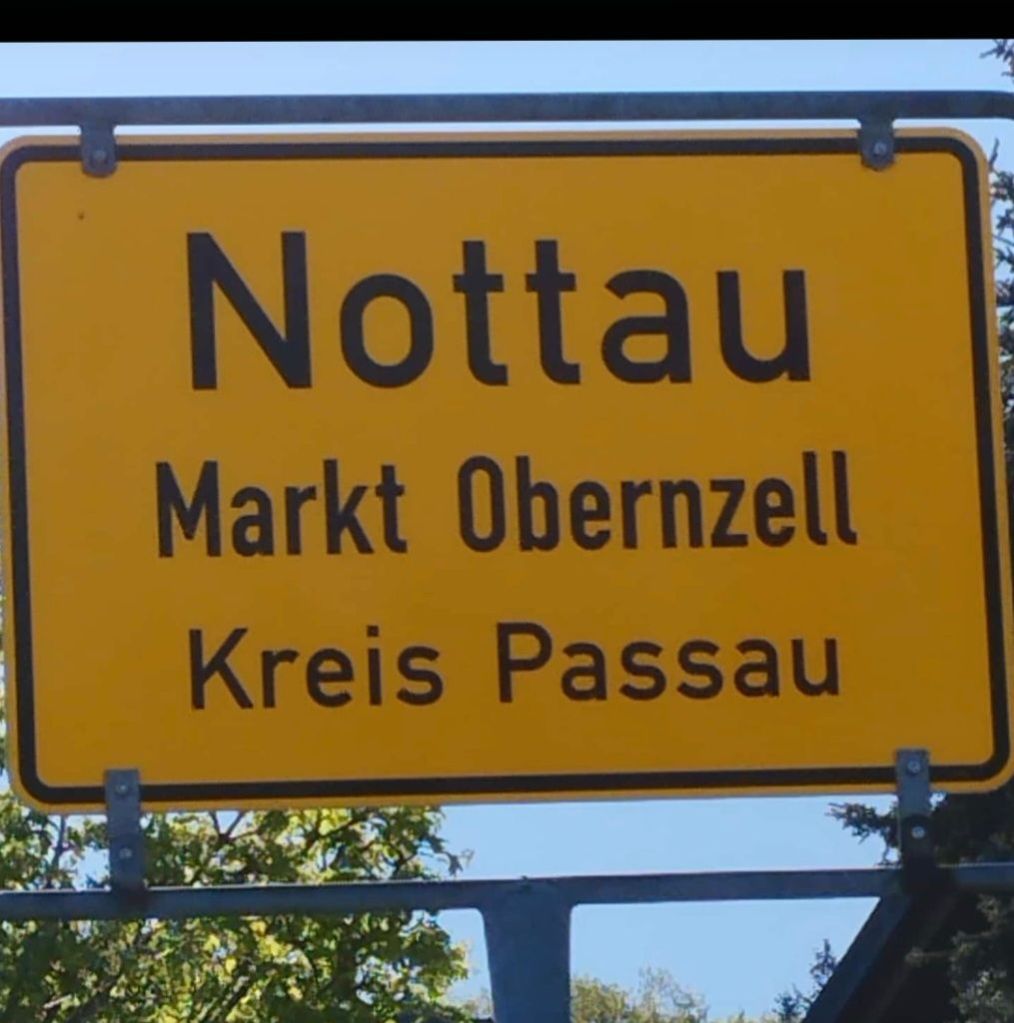 Nottau
Markt Obernzell
Kreis Passau